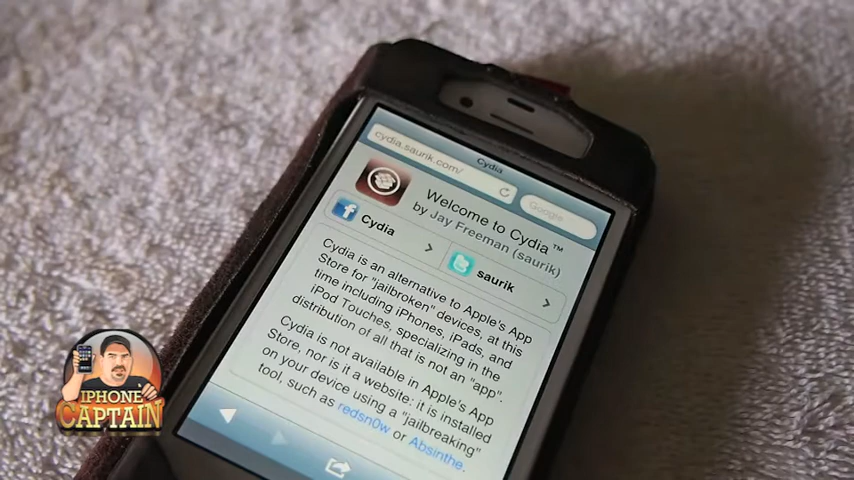 Cydia
cydia.saurik.com/
Google
Welcome to Cydia™
by Jay Freeman (saurik)
Cydia
saurik
Cydia is an alternative to Apple's App
Store for "jailbroken" devices, at this
time including iPhones, iPads, and
iPod Touches, specializing in the
distribution of all that is not an "app".
Cydia is not available in Apple's App
Store, nor is it a website: it is installed
on your device using a "jailbreaking"
tool, such as redsn0w or Absinthe.
IPHONE
CAPTAIN